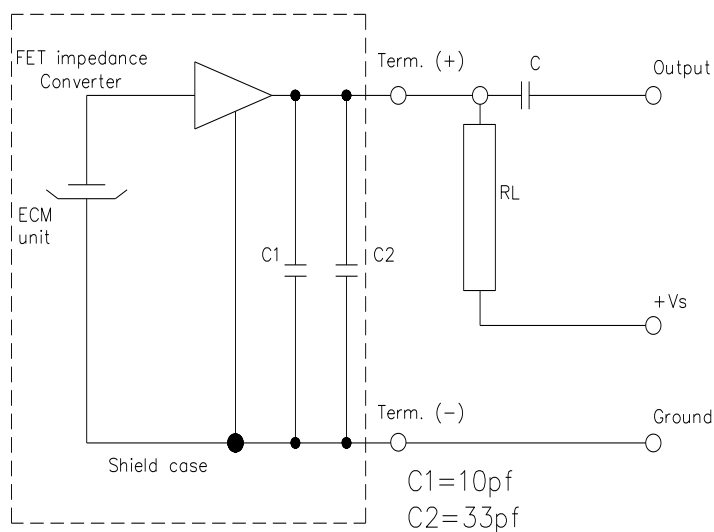 FET impedance
Converter
Term. (+)
C
Output
RL
ECM
unit
C1
C2
+Vs
Term. (-)
Ground
Shield case
C1=10pf
C2=33pf